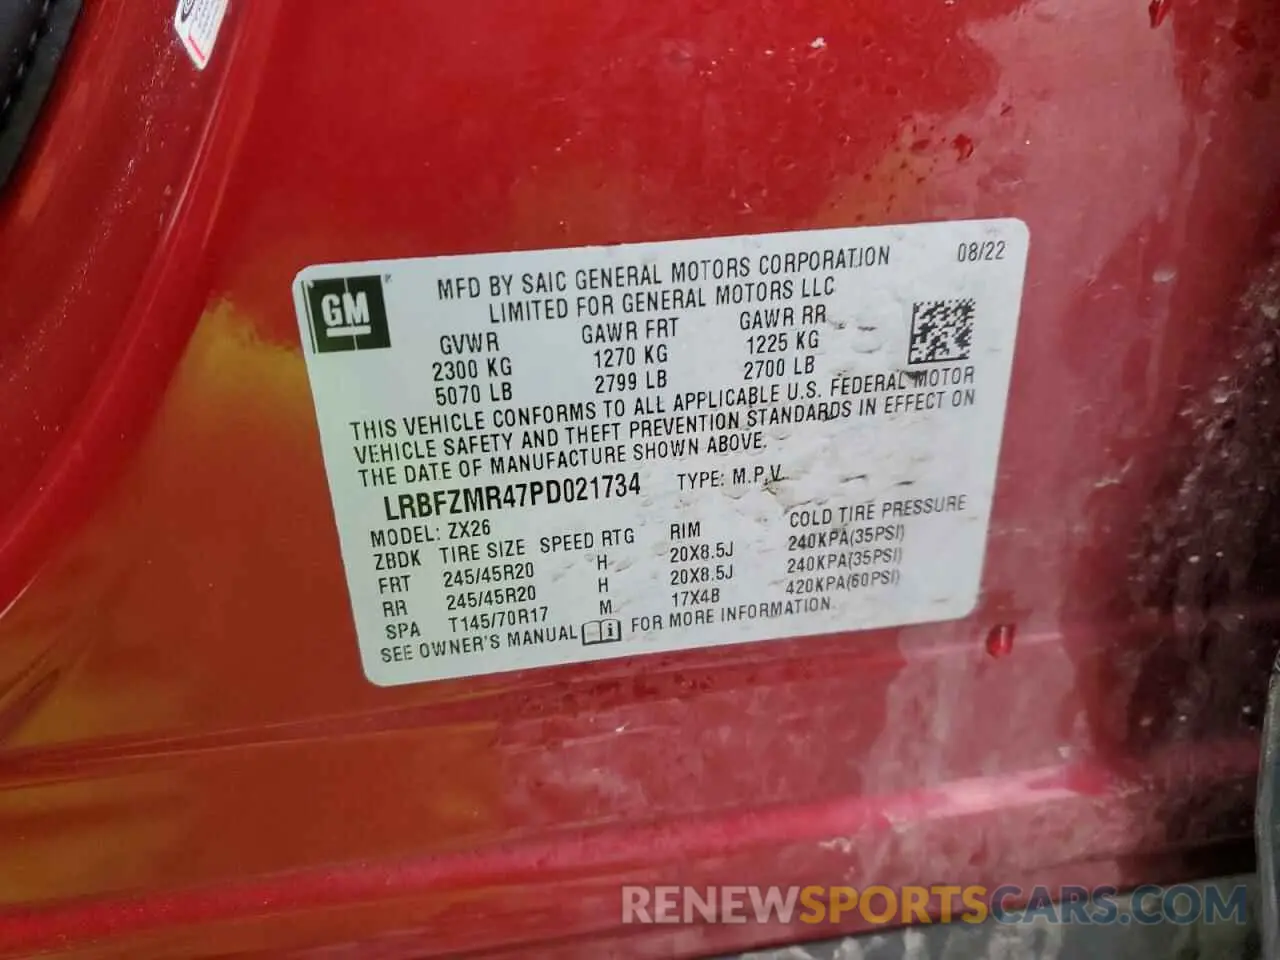 GM
MFD BY SAIC GENERAL MOTORS CORPORATION
LIMITED FOR GENERAL MOTORS LLC
08/22
GVWR GAWR FRT GAWR RR
2300 KG 1270 KG 1225 KG
5070 LB 2799 LB 2700 LB
THIS VEHICLE CONFORMS TO ALL APPLICABLE U.S. FEDERAL MOTOR
VEHICLE SAFETY AND THEFT PREVENTION STANDARDS IN EFFECT ON
THE DATE OF MANUFACTURE SHOWN ABOVE.
LRBFZMR47PD021734 TYPE: M.P.V.
MODEL: ZX26
ZBDK TIRE SIZE SPEED RTG RIM COLD TIRE PRESSURE
FRT 245/45R20 H 20X8.5J 240KPA(35PSI)
RR 245/45R20 H 20X8.5J 240KPA(35PSI)
SPA T145/70R17 M 17X4B 420KPA(60PSI)
SEE OWNER'S MANUAL FOR MORE INFORMATION.
RENEWSPORTSCARS.COM